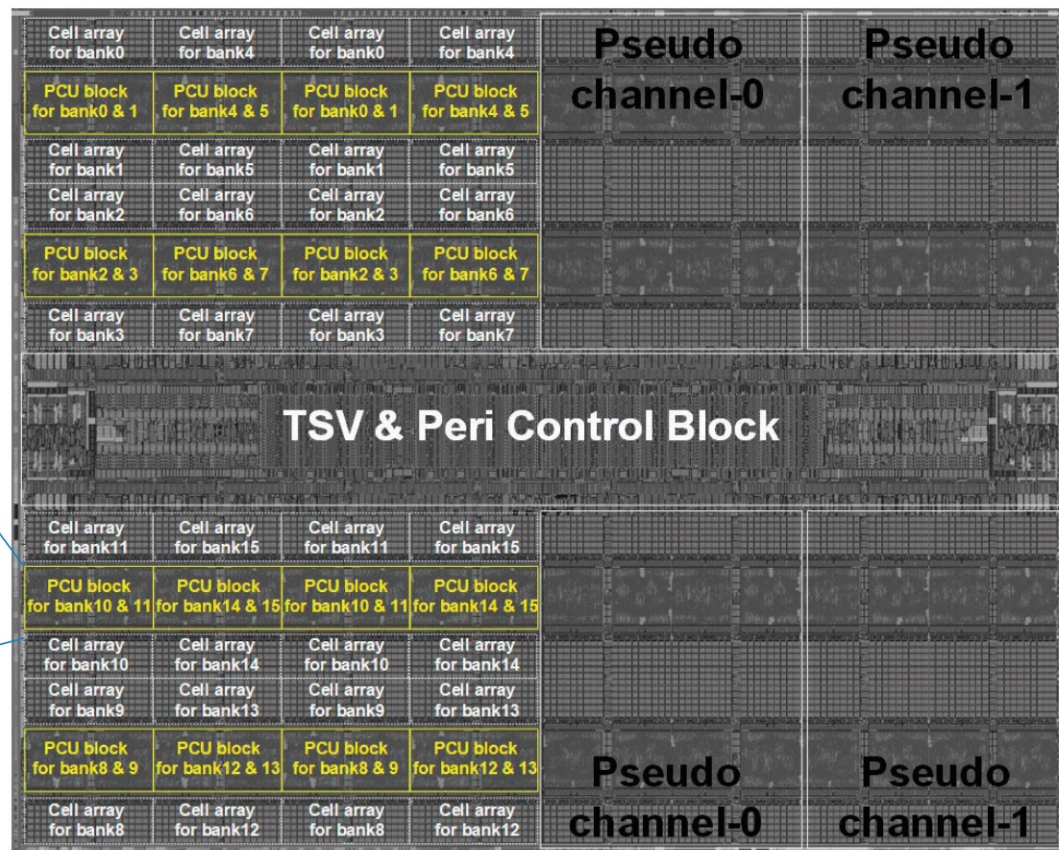 Cell array Cell array Cell array Cell array
for bank0 for bank4 for bank0 for bank4
PCU block PCU block PCU block PCU block
for bank0 & 1 for bank4 & 5 for bank0 & 1 for bank4 & 5
Cell array Cell array Cell array Cell array
for bank1 for bank5 for bank1 for bank5
Cell array Cell array Cell array Cell array
for bank2 for bank6 for bank2 for bank6
PCU block PCU block PCU block PCU block
for bank2 & 3 for bank6 & 7 for bank2 & 3 for bank6 & 7
Cell array Cell array Cell array Cell array
for bank3 for bank7 for bank3 for bank7
Pseudo
channel-0
Pseudo
channel-1
TSV & Peri Control Block
Cell array Cell array Cell array Cell array
for bank11 for bank15 for bank11 for bank15
PCU block PCU block PCU block PCU block
for bank10 & 11 for bank14 & 15 for bank10 & 11 for bank14 & 15
Cell array Cell array Cell array Cell array
for bank10 for bank14 for bank10 for bank14
Cell array Cell array Cell array Cell array
for bank9 for bank13 for bank9 for bank13
PCU block PCU block PCU block PCU block
for bank8 & 9 for bank12 & 13 for bank8 & 9 for bank12 & 13
Cell array Cell array Cell array Cell array
for bank8 for bank12 for bank8 for bank12
Pseudo
channel-0
Pseudo
channel-1